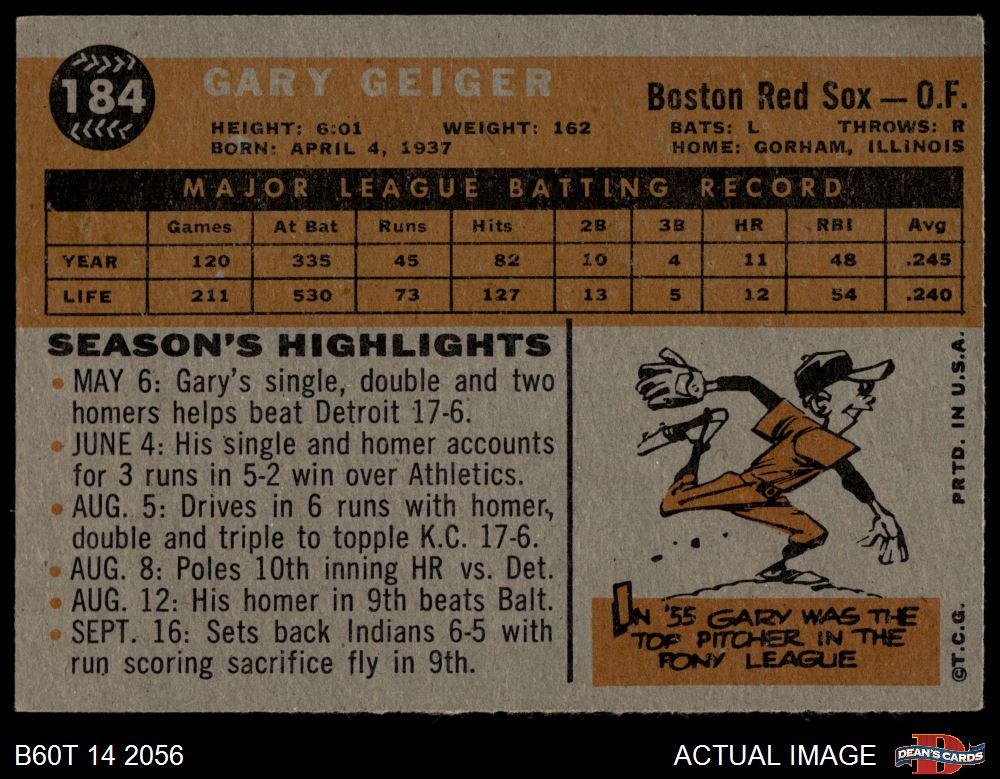 184
GARY GEIGER
Boston Red Sox — O.F.
HEIGHT: 6:01 WEIGHT: 162 BATS: L THROWS: R
BORN: APRIL 4, 1937 HOME: GORHAM, ILLINOIS
MAJOR LEAGUE BATTING RECORD
Games At Bat Runs Hits 2B 3B HR RBI Avg
YEAR 120 335 45 82 10 4 11 48 .245
LIFE 211 530 73 127 13 5 12 54 .240
SEASON'S HIGHLIGHTS
• MAY 6: Gary's single, double and two
homers helps beat Detroit 17-6.
• JUNE 4: His single and homer accounts
for 3 runs in 5-2 win over Athletics.
• AUG. 5: Drives in 6 runs with homer,
double and triple to topple K.C. 17-6.
• AUG. 8: Poles 10th inning HR vs. Det.
• AUG. 12: His homer in 9th beats Balt.
• SEPT. 16: Sets back Indians 6-5 with
run scoring sacrifice fly in 9th.
IN '55 GARY WAS THE
TOP PITCHER IN THE
PONY LEAGUE
©T.C.G. PRTD. IN U.S.A.
B60T 14 2056
ACTUAL IMAGE
DEAN'S CARDS